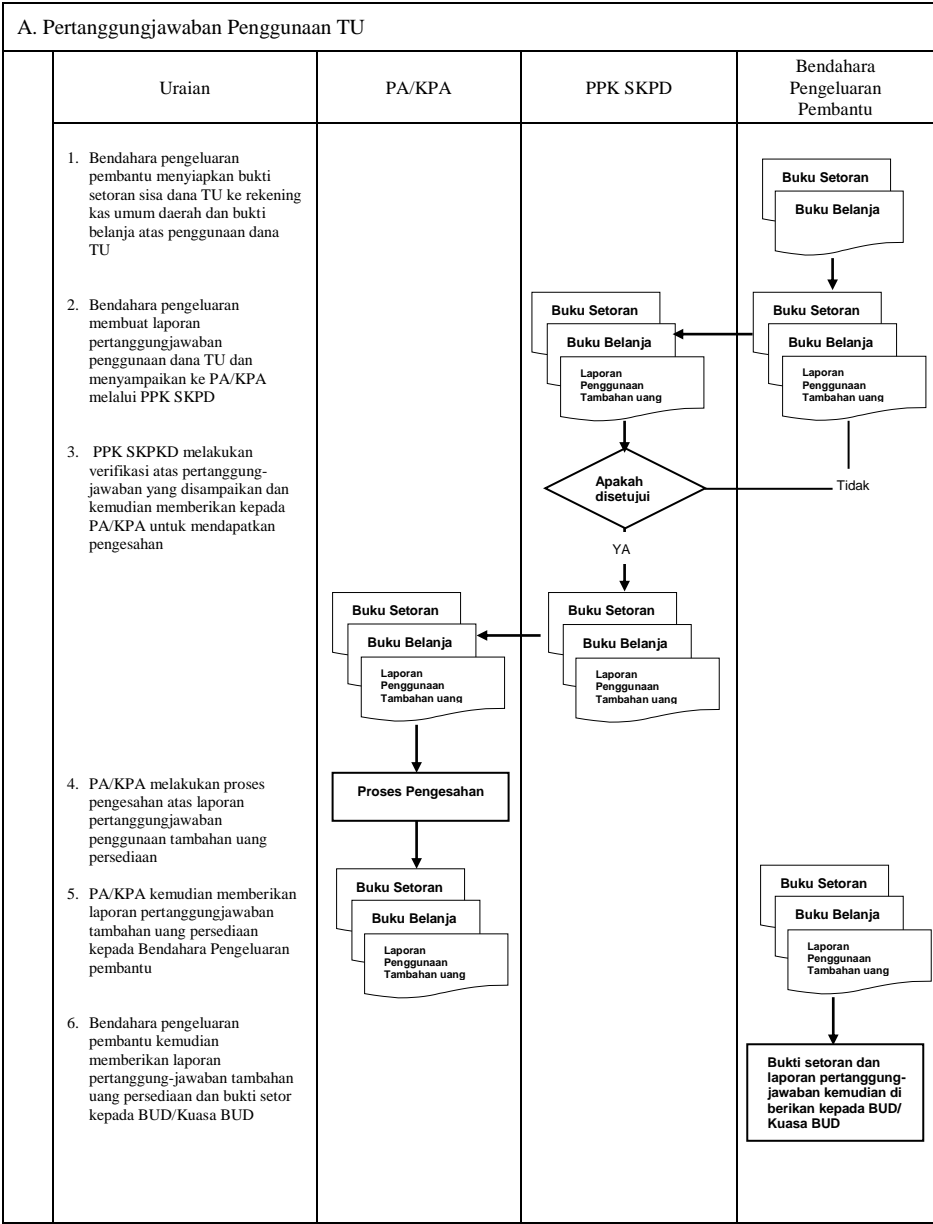 A. Pertanggungjawaban Penggunaan TU
Uraian
PA/KPA
PPK SKPD
Bendahara
Pengeluaran
Pembantu
1. Bendahara pengeluaran
pembantu menyiapkan bukti
setoran sisa dana TU ke rekening
kas umum daerah dan bukti
belanja atas penggunaan dana
TU
Buku Setoran
Buku Belanja
2. Bendahara pengeluaran
membuat laporan
pertanggungjawaban
penggunaan dana TU dan
menyampaikan ke PA/KPA
melalui PPK SKPD
Buku Setoran
Buku Belanja
Laporan
Penggunaan
Tambahan uang
Buku Setoran
Buku Belanja
Laporan
Penggunaan
Tambahan uang
3. PPK SKPKD melakukan
verifikasi atas pertanggung-
jawaban yang disampaikan dan
kemudian memberikan kepada
PA/KPA untuk mendapatkan
pengesahan
Apakah
disetujui
Tidak
YA
Buku Setoran
Buku Belanja
Laporan
Penggunaan
Tambahan uang
Buku Setoran
Buku Belanja
Laporan
Penggunaan
Tambahan uang
4. PA/KPA melakukan proses
pengesahan atas laporan
pertanggungjawaban
penggunaan tambahan uang
persediaan
Proses Pengesahan
5. PA/KPA kemudian memberikan
laporan pertanggungjawaban
tambahan uang persediaan
kepada Bendahara Pengeluaran
pembantu
Buku Setoran
Buku Belanja
Laporan
Penggunaan
Tambahan uang
Buku Setoran
Buku Belanja
Laporan
Penggunaan
Tambahan uang
6. Bendahara pengeluaran
pembantu kemudian
memberikan laporan
pertanggung-jawaban tambahan
uang persediaan dan bukti setor
kepada BUD/Kuasa BUD
Bukti setoran dan
laporan pertanggung-
jawaban kemudian di
berikan kepada BUD/
Kuasa BUD